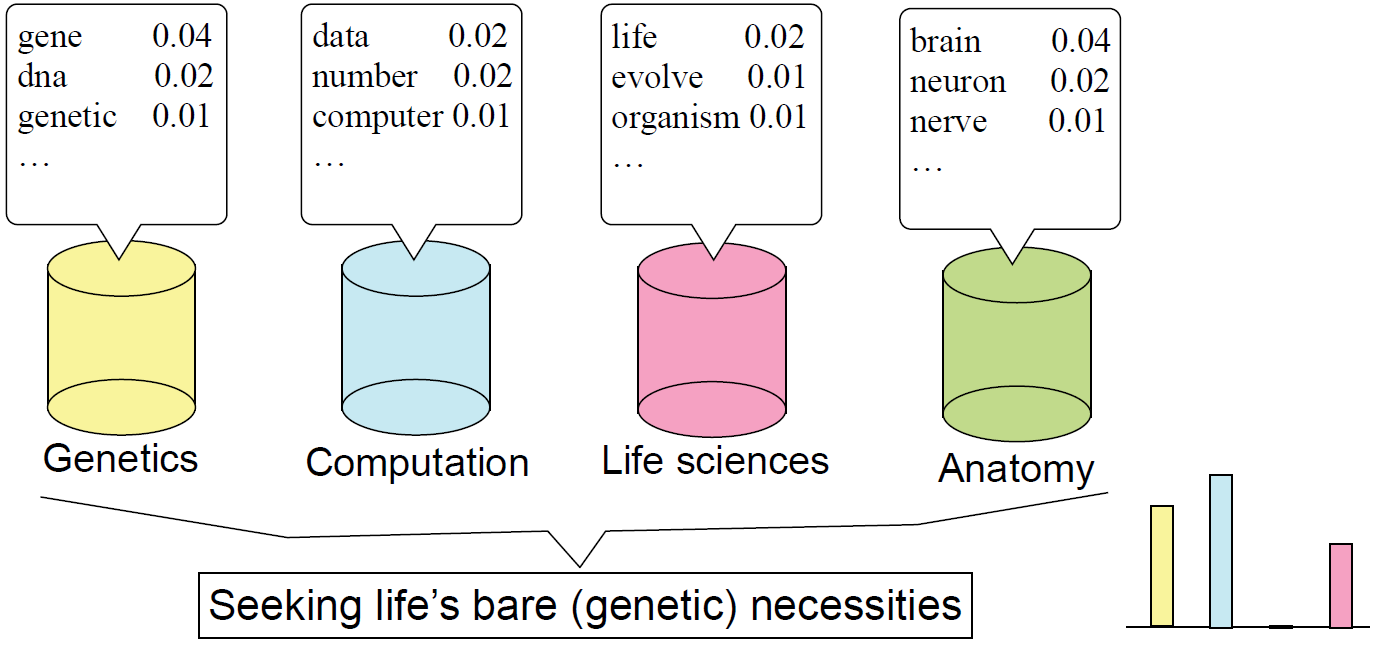 gene 0.04
dna 0.02
genetic 0.01
…
data 0.02
number 0.02
computer 0.01
…
life 0.02
evolve 0.01
organism 0.01
…
brain 0.04
neuron 0.02
nerve 0.01
…
Genetics
Computation
Life sciences
Anatomy
Seeking life’s bare (genetic) necessities